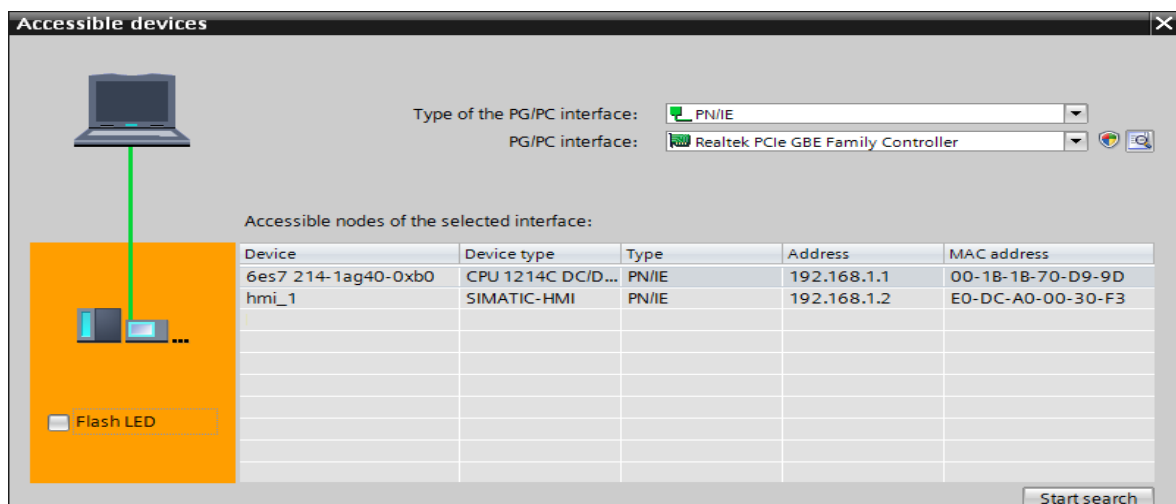 Accessible devices
Type of the PG/PC interface: PN/IE
PG/PC interface: Realtek PCIe GBE Family Controller
Accessible nodes of the selected interface:
Device Device type Type Address MAC address
6es7 214-1ag40-0xb0 CPU 1214C DC/D... PN/IE 192.168.1.1 00-1B-1B-70-D9-9D
hmi_1 SIMATIC-HMI PN/IE 192.168.1.2 E0-DC-A0-00-30-F3
Flash LED
Start search